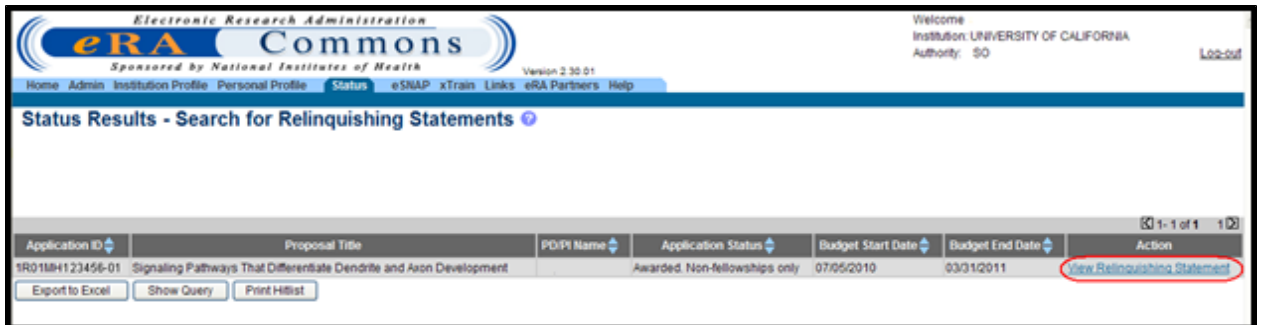 Electronic Research Administration
eRA Commons
Sponsored by National Institutes of Health
Version 2.30.01
Welcome
Institution: UNIVERSITY OF CALIFORNIA
Authority: SO
Log-out
Home Admin Institution Profile Personal Profile Status eSNAP xTrain Links eRA Partners Help
Status Results - Search for Relinquishing Statements ?
1-1 of 1 1
Application ID Proposal Title PD/PI Name Application Status Budget Start Date Budget End Date Action
1R01MH123456-01 Signaling Pathways That Differentiate Dendrite and Axon Development Awarded. Non-fellowships only 07/05/2010 03/31/2011 View Relinquishing Statement
Export to Excel Show Query Print Hitlist